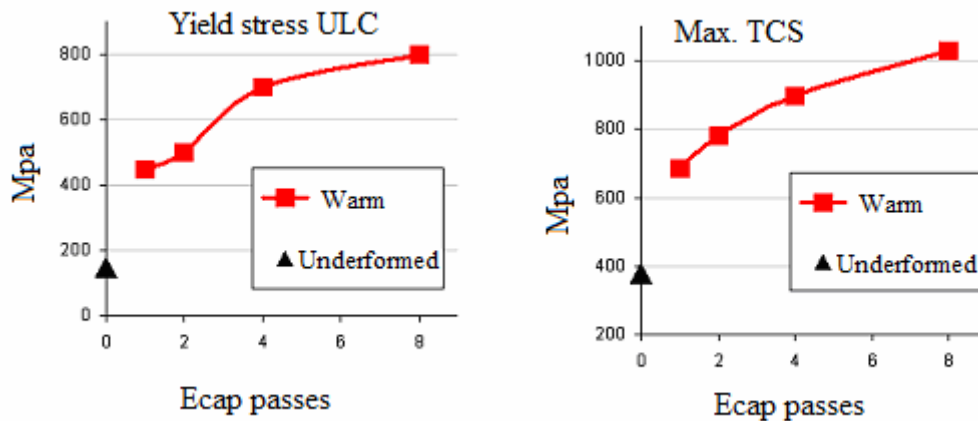 Yield stress ULC
800
600
400
200
0
Mpa
Warm
Underformed
0 2 4 6 8
Ecap passes
Max. TCS
1000
800
600
400
200
Mpa
Warm
Underformed
0 2 4 6 8
Ecap passes